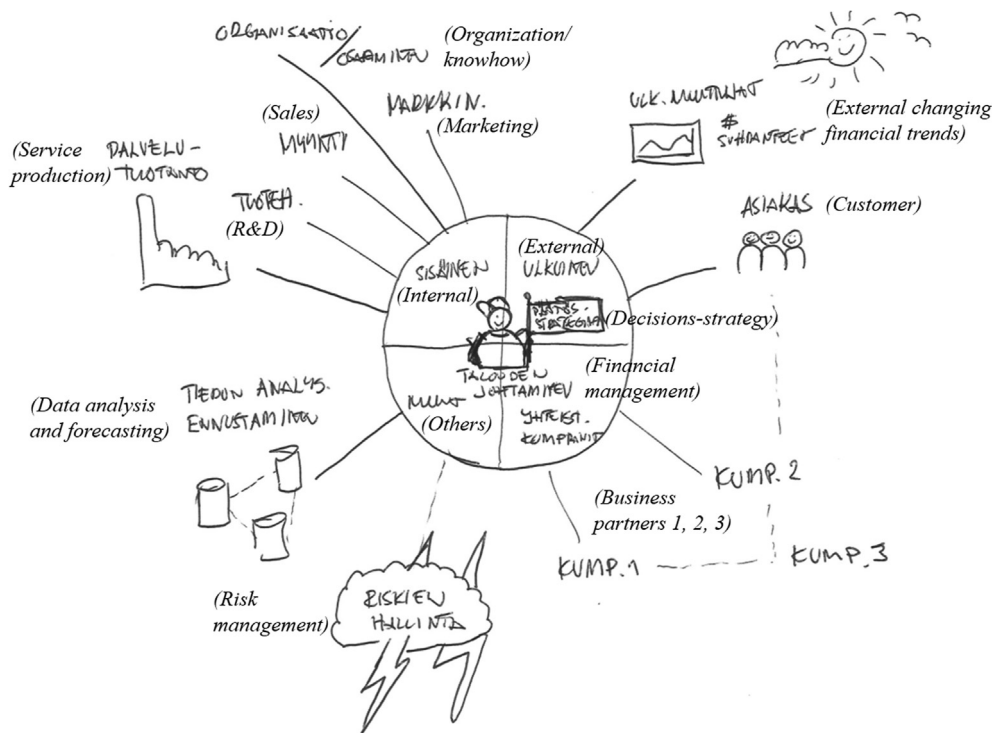 ORGANISAATIO/
OSAAMINEN
(Organization/
knowhow)
MARKKIN.
(Marketing)
(Sales)
MYYNTI
(Service
production)
PALVELU-
TUOTANTO
TUOTEH.
(R&D)
ULK. MUUTTUJAT
$
SUHDANTEET
(External changing
financial trends)
ASIAKAS
(Customer)
SISÄINEN
(Internal)
(External)
ULKOINEN
PÄÄTÖS-
STRATEGIA
(Decisions-strategy)
TALOUDEN
JOHTAMINEN
(Financial
management)
MUUT
(Others)
YHTEIST.
KUMPPANIT
(Data analysis
and forecasting)
TIEDON ANALYS.
ENNUSTAMINEN
(Business
partners 1, 2, 3)
KUMP. 2
KUMP. 1
KUMP. 3
(Risk
management)
RISKIEN
HALLINTA